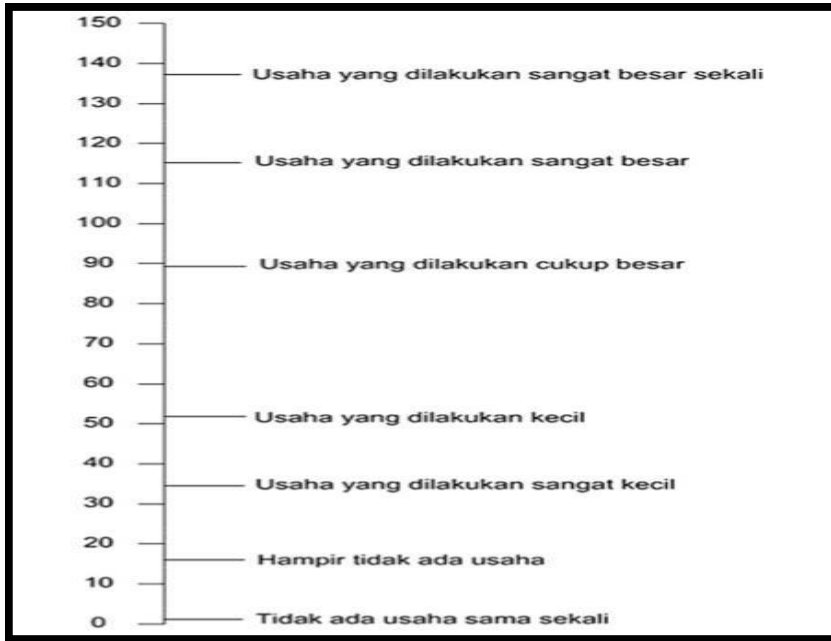 150
140
Usaha yang dilakukan sangat besar sekali
130
120
Usaha yang dilakukan sangat besar
110
100
90
Usaha yang dilakukan cukup besar
80
70
60
50
Usaha yang dilakukan kecil
40
Usaha yang dilakukan sangat kecil
30
20
Hampir tidak ada usaha
10
0
Tidak ada usaha sama sekali